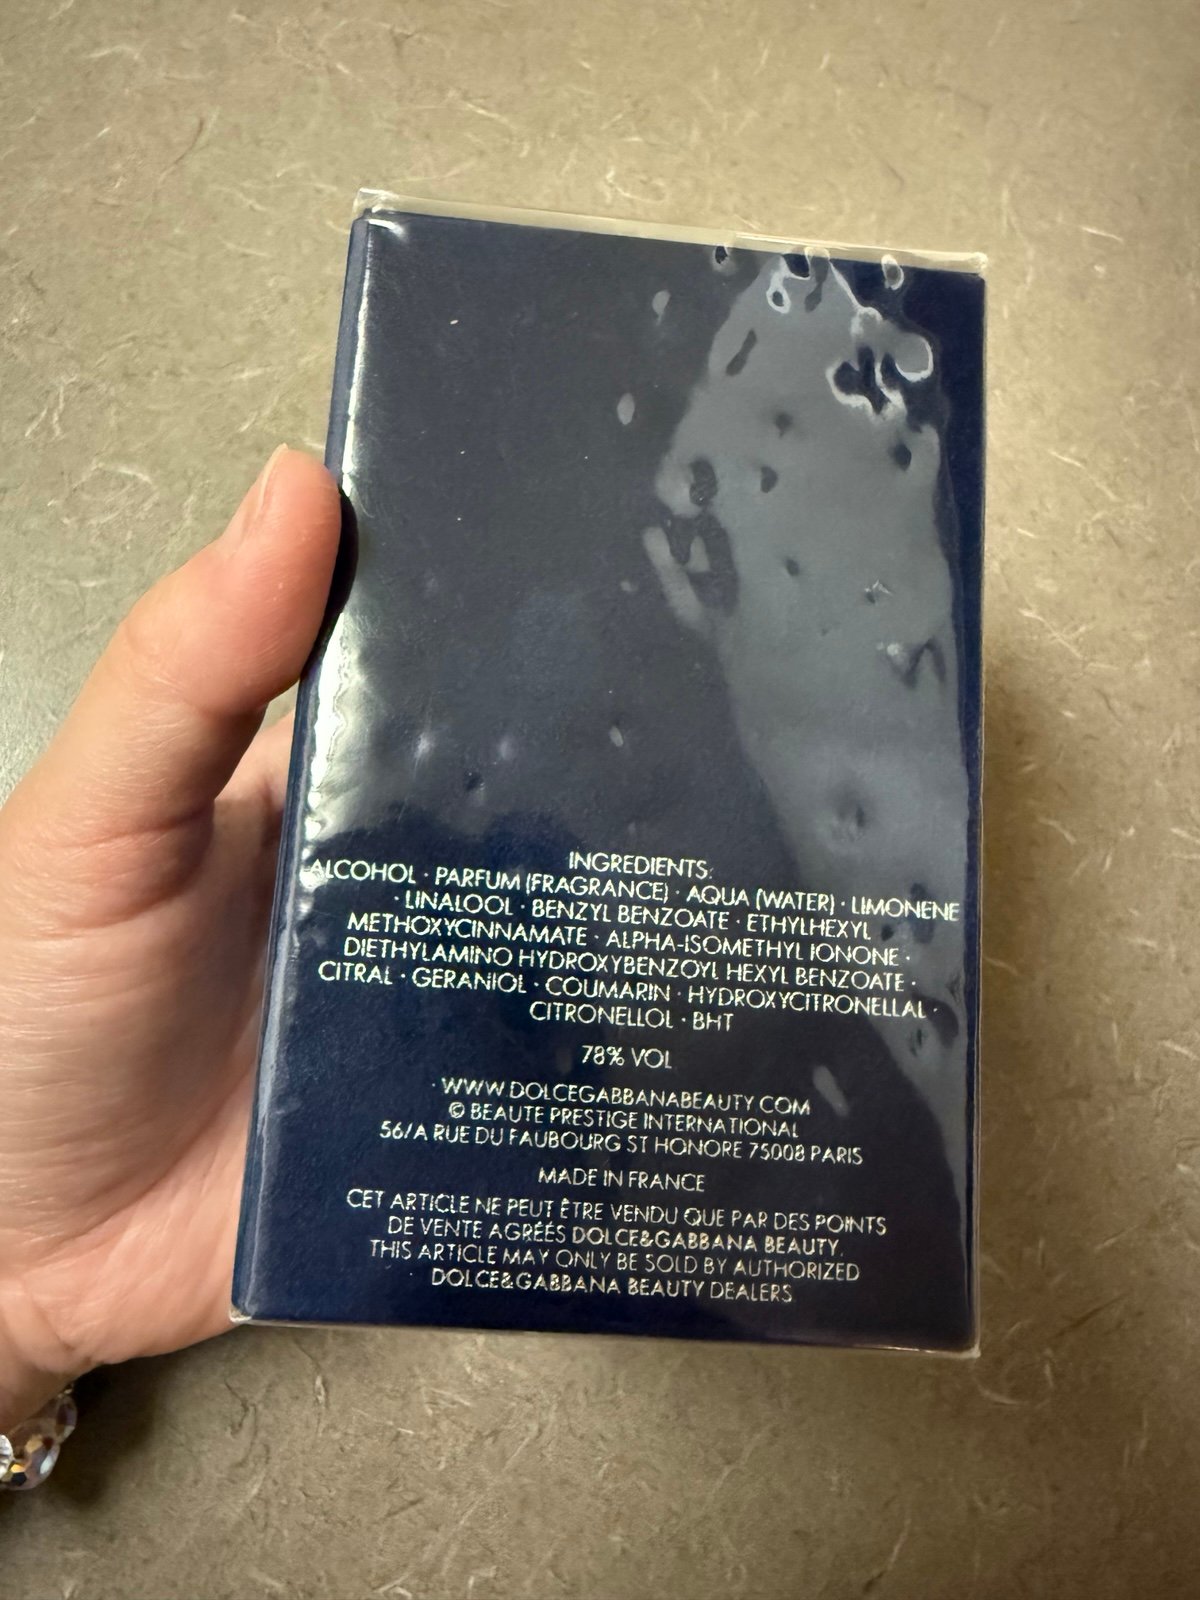 INGREDIENTS:
ALCOHOL · PARFUM (FRAGRANCE) · AQUA (WATER) · LIMONENE
· LINALOOL · BENZYL BENZOATE · ETHYLHEXYL
METHOXYCINNAMATE · ALPHA-ISOMETHYL IONONE ·
DIETHYLAMINO HYDROXYBENZOYL HEXYL BENZOATE ·
CITRAL · GERANIOL · COUMARIN · HYDROXYCITRONELLAL ·
CITRONELLOL · BHT
78% VOL
WWW.DOLCEGABBANABEAUTY.COM
© BEAUTE PRESTIGE INTERNATIONAL
56/A RUE DU FAUBOURG ST HONORE 75008 PARIS
MADE IN FRANCE
CET ARTICLE NE PEUT ÊTRE VENDU QUE PAR DES POINTS
DE VENTE AGRÉÉS DOLCE&GABBANA BEAUTY.
THIS ARTICLE MAY ONLY BE SOLD BY AUTHORIZED
DOLCE&GABBANA BEAUTY DEALERS.